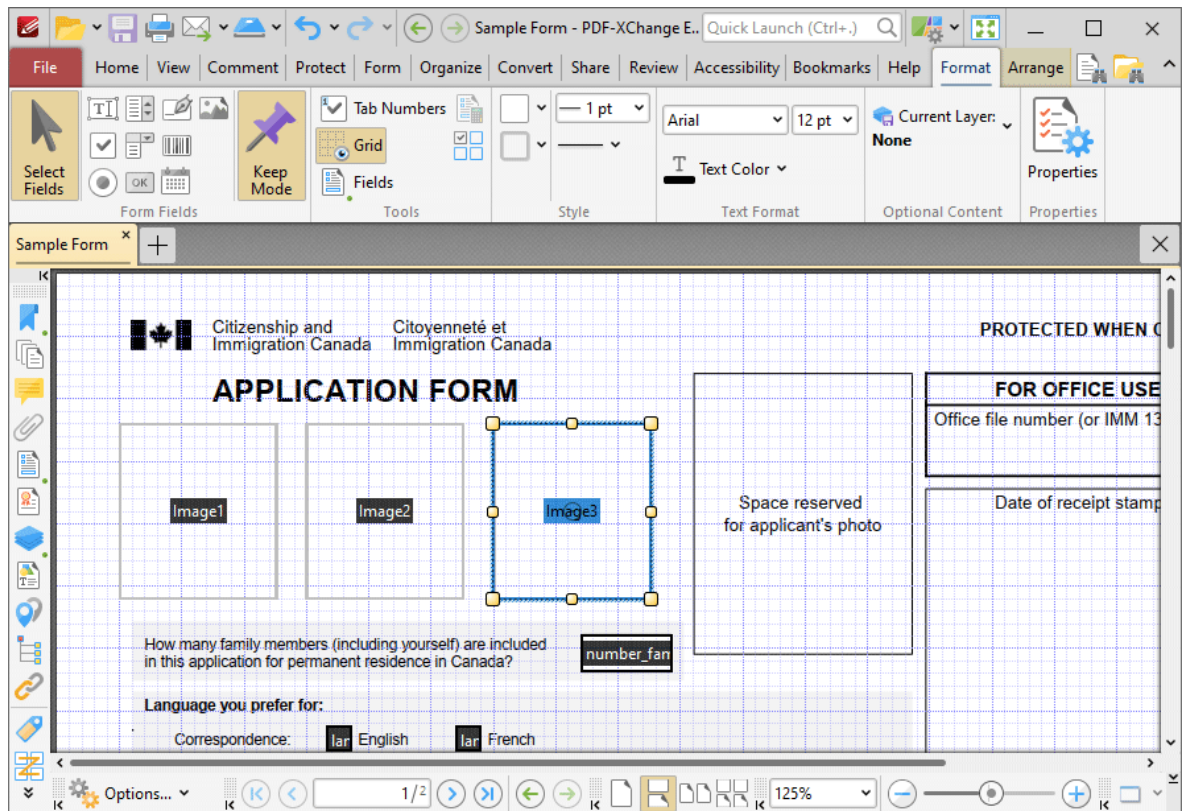 Sample Form - PDF-XChange E..
Quick Launch (Ctrl+.)
File
Home
View
Comment
Protect
Form
Organize
Convert
Share
Review
Accessibility
Bookmarks
Help
Format
Arrange
Select
Fields
OK
Keep
Mode
Form Fields
Tab Numbers
Grid
Fields
Tools
1 pt
Style
Arial
12 pt
T Text Color
Text Format
Current Layer:
None
Optional Content
Properties
Properties
Sample Form
Citizenship and
Immigration Canada
Citoyenneté et
Immigration Canada
PROTECTED WHEN C
APPLICATION FORM
FOR OFFICE USE
Office file number (or IMM 13
Image1
Image2
Image3
Space reserved
for applicant's photo
Date of receipt stamp
How many family members (including yourself) are included
in this application for permanent residence in Canada?
number_fam
Language you prefer for:
Correspondence:
lar
English
lar
French
Options...
1/2
125%